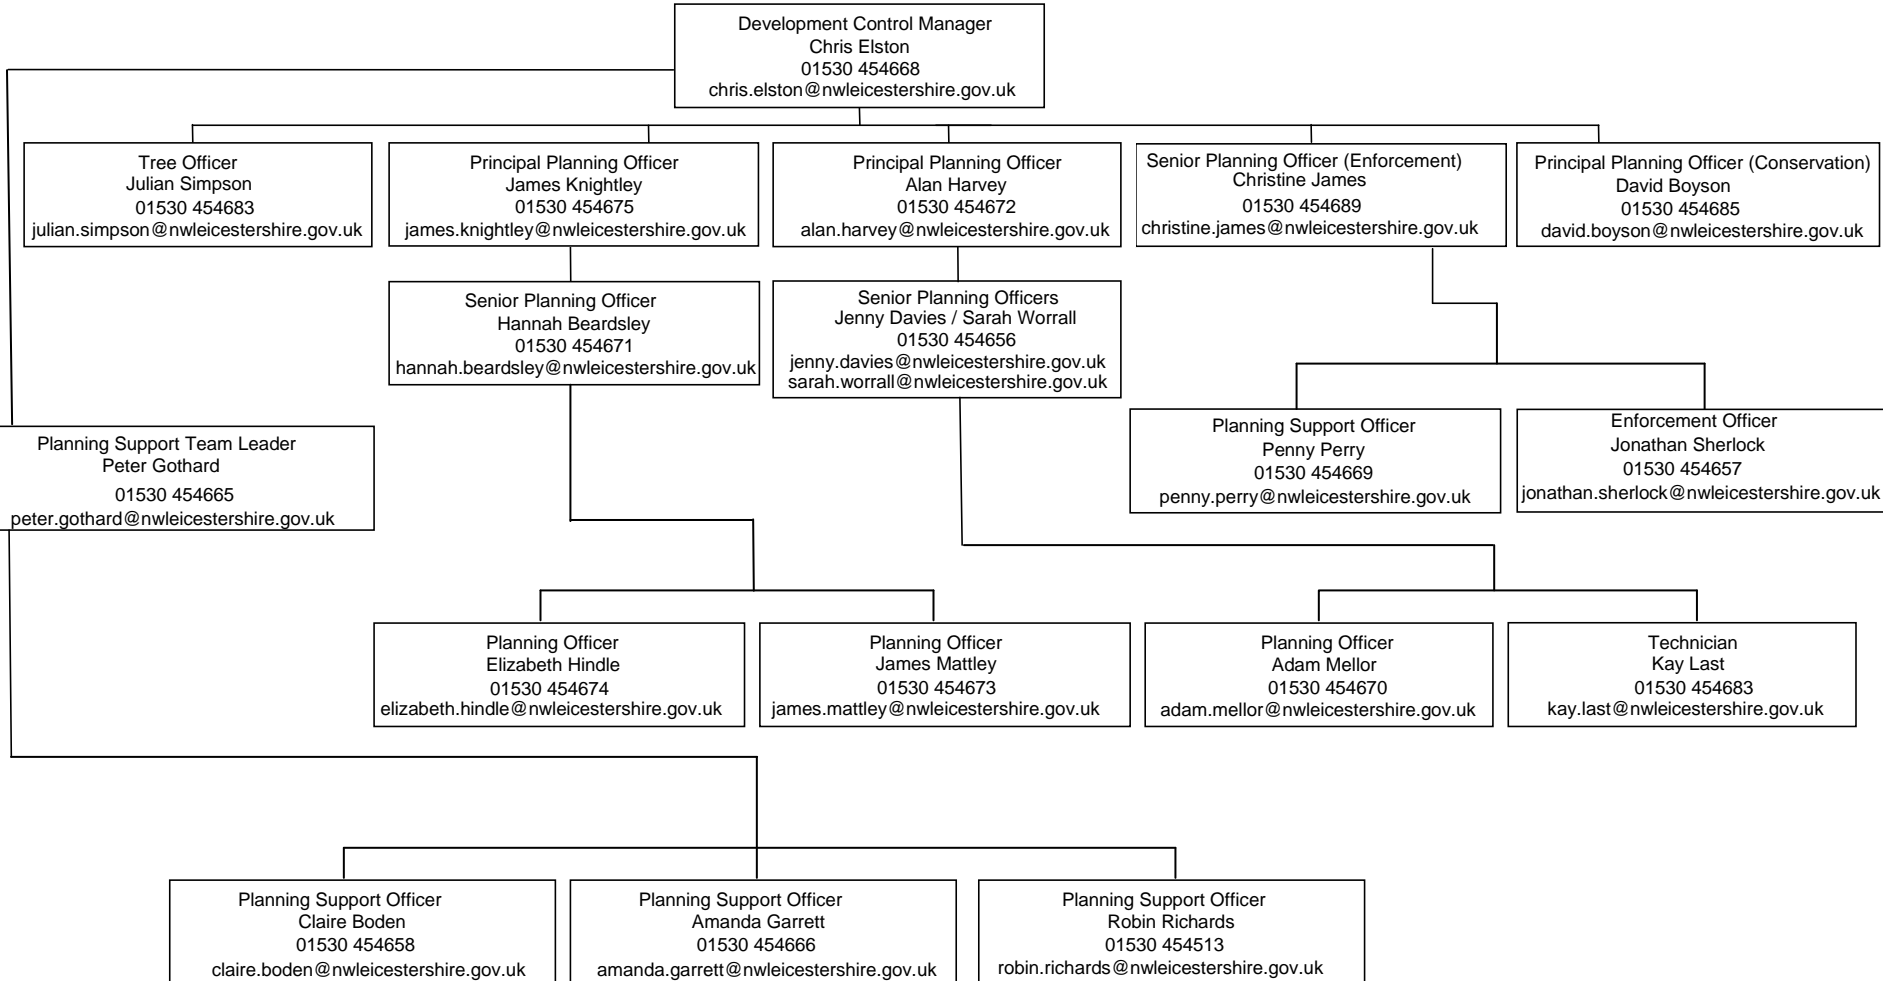 Development Control Manager
Chris Elston
01530 454668
chris.elston@nwleicestershire.gov.uk
Tree Officer
Julian Simpson
01530 454683
julian.simpson@nwleicestershire.gov.uk
Principal Planning Officer
James Knightley
01530 454675
james.knightley@nwleicestershire.gov.uk
Principal Planning Officer
Alan Harvey
01530 454672
alan.harvey@nwleicestershire.gov.uk
Senior Planning Officer (Enforcement)
Christine James
01530 454689
christine.james@nwleicestershire.gov.uk
Principal Planning Officer (Conservation)
David Boyson
01530 454685
david.boyson@nwleicestershire.gov.uk
Senior Planning Officer
Hannah Beardsley
01530 454671
hannah.beardsley@nwleicestershire.gov.uk
Senior Planning Officers
Jenny Davies / Sarah Worrall
01530 454656
jenny.davies@nwleicestershire.gov.uk
sarah.worrall@nwleicestershire.gov.uk
Planning Support Team Leader
Peter Gothard
01530 454665
peter.gothard@nwleicestershire.gov.uk
Planning Support Officer
Penny Perry
01530 454669
penny.perry@nwleicestershire.gov.uk
Enforcement Officer
Jonathan Sherlock
01530 454657
jonathan.sherlock@nwleicestershire.gov.uk
Planning Officer
Elizabeth Hindle
01530 454674
elizabeth.hindle@nwleicestershire.gov.uk
Planning Officer
James Mattley
01530 454673
james.mattley@nwleicestershire.gov.uk
Planning Officer
Adam Mellor
01530 454670
adam.mellor@nwleicestershire.gov.uk
Technician
Kay Last
01530 454683
kay.last@nwleicestershire.gov.uk
Planning Support Officer
Claire Boden
01530 454658
claire.boden@nwleicestershire.gov.uk
Planning Support Officer
Amanda Garrett
01530 454666
amanda.garrett@nwleicestershire.gov.uk
Planning Support Officer
Robin Richards
01530 454513
robin.richards@nwleicestershire.gov.uk